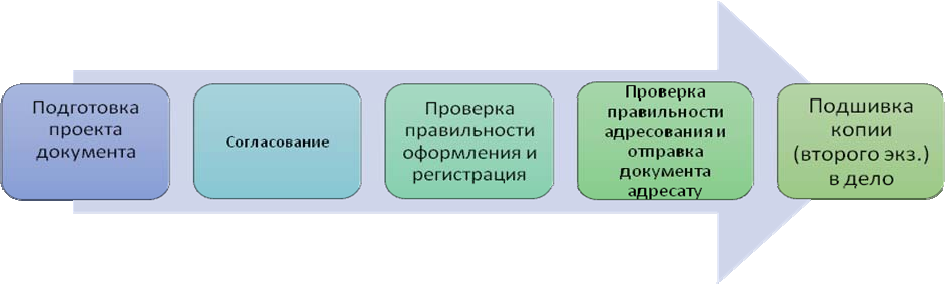 Подготовка
проекта
документа
Согласование
Проверка
правильности
оформления и
регистрация
Проверка
правильности
адресования и
отправка
документа
адресату
Подшивка
копии
(второго экз.)
в дело